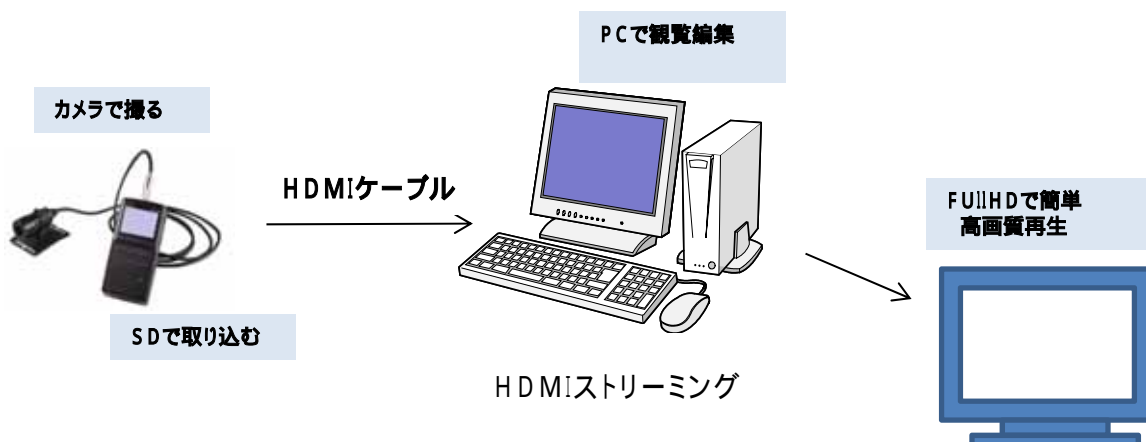 PCで観覧編集
カメラで撮る
HDMIケーブル
FUllHDで簡単
高画質再生
SDで取り込む
HDMIストリーミング